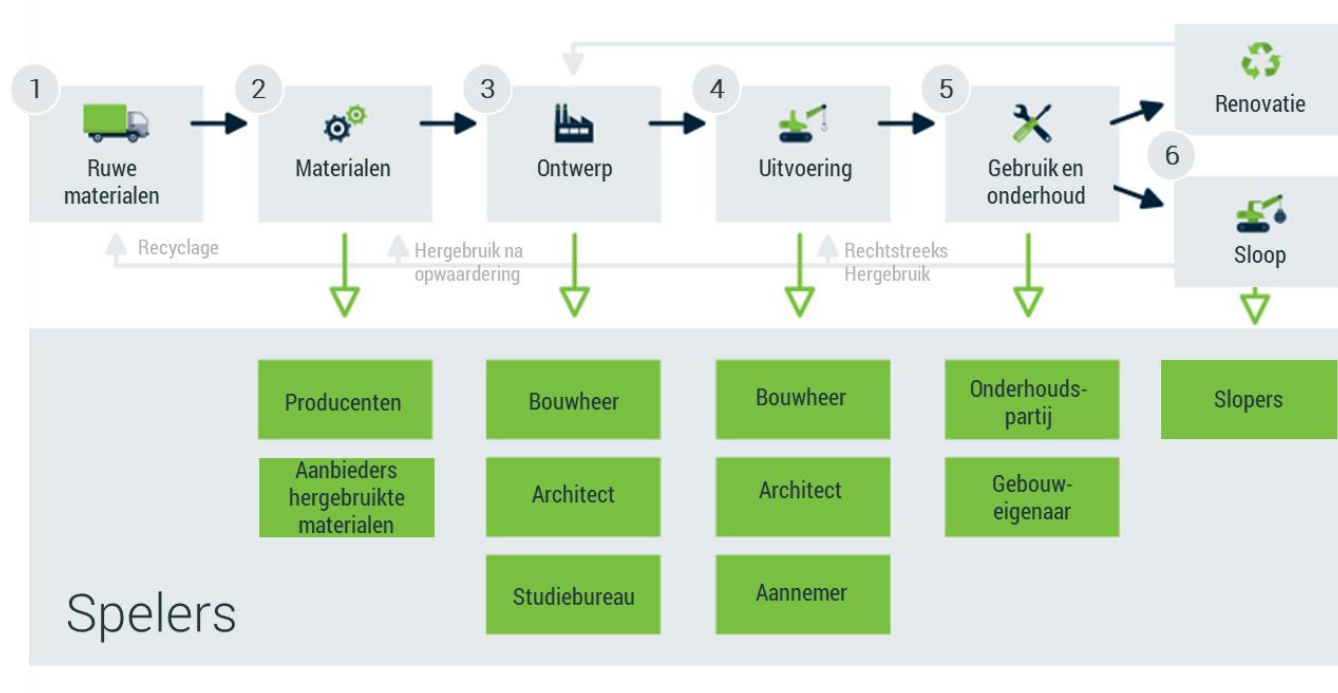 1
Ruwe
materialen
2
Materialen
3
Ontwerp
4
Uitvoering
5
Gebruik en
onderhoud
Renovatie
6
Sloop
Recyclage
Hergebruik na
opwaardering
Rechtstreeks
Hergebruik
Producenten
Bouwheer
Bouwheer
Onderhouds-
partij
Slopers
Aanbieders
hergebruikte
materialen
Architect
Architect
Gebouw-
eigenaar
Studiebureau
Aannemer
Spelers